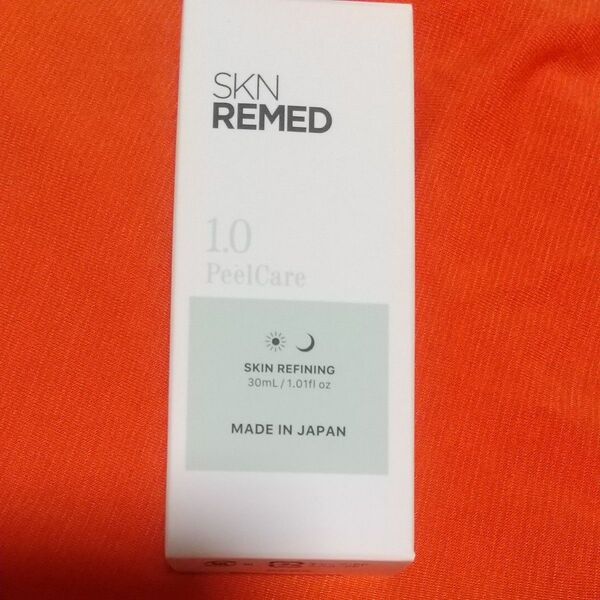 SKN
REMED
1.0
PeelCare
SKIN REFINING
30mL / 1.01fl oz
MADE IN JAPAN